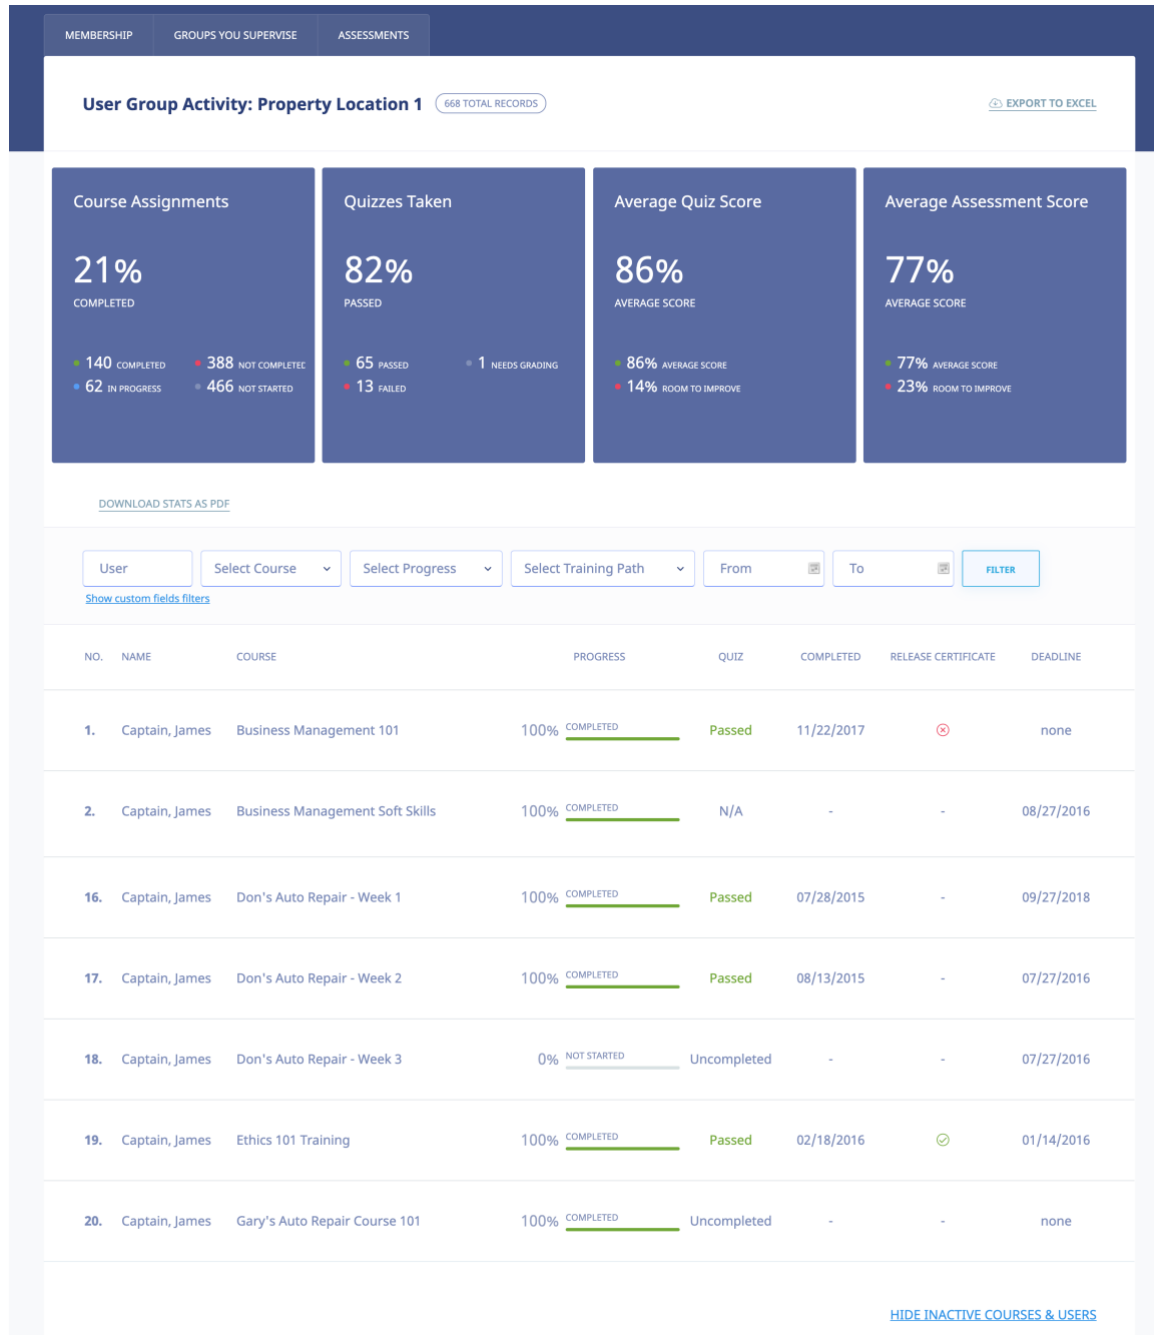 MEMBERSHIP GROUPS YOU SUPERVISE ASSESSMENTS
User Group Activity: Property Location 1 668 TOTAL RECORDS EXPORT TO EXCEL
Course Assignments Quizzes Taken Average Quiz Score Average Assessment Score
21% 82% 86% 77%
COMPLETED PASSED AVERAGE SCORE AVERAGE SCORE
140 COMPLETED 388 NOT COMPLETED 65 PASSED 1 NEEDS GRADING 86% AVERAGE SCORE 77% AVERAGE SCORE
62 IN PROGRESS 466 NOT STARTED 13 FAILED 14% ROOM TO IMPROVE 23% ROOM TO IMPROVE
DOWNLOAD STATS AS PDF
User Select Course Select Progress Select Training Path From To FILTER
Show custom fields filters
NO. NAME COURSE PROGRESS QUIZ COMPLETED RELEASE CERTIFICATE DEADLINE
1. Captain, James Business Management 101 100% COMPLETED Passed 11/22/2017 none
2. Captain, James Business Management Soft Skills 100% COMPLETED N/A - - 08/27/2016
16. Captain, James Don's Auto Repair - Week 1 100% COMPLETED Passed 07/28/2015 - 09/27/2018
17. Captain, James Don's Auto Repair - Week 2 100% COMPLETED Passed 08/13/2015 - 07/27/2016
18. Captain, James Don's Auto Repair - Week 3 0% NOT STARTED Uncompleted - - 07/27/2016
19. Captain, James Ethics 101 Training 100% COMPLETED Passed 02/18/2016 01/14/2016
20. Captain, James Gary's Auto Repair Course 101 100% COMPLETED Uncompleted - - none
HIDE INACTIVE COURSES & USERS